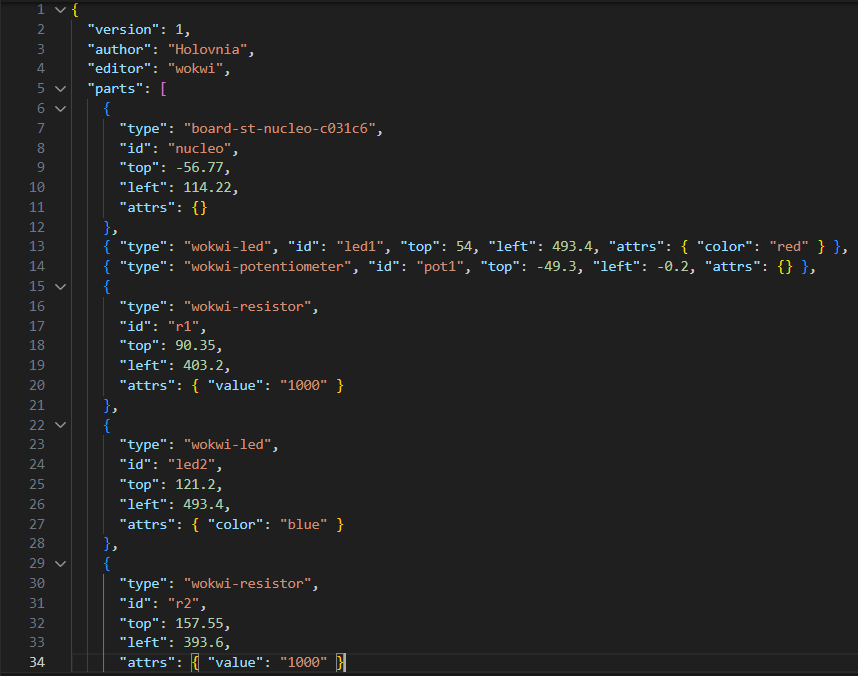 1 {
2 "version": 1,
3 "author": "Holovnia",
4 "editor": "wokwi",
5 "parts": [
6 {
7 "type": "board-st-nucleo-c031c6",
8 "id": "nucleo",
9 "top": -56.77,
10 "left": 114.22,
11 "attrs": {}
12 },
13 { "type": "wokwi-led", "id": "led1", "top": 54, "left": 493.4, "attrs": { "color": "red" } },
14 { "type": "wokwi-potentiometer", "id": "pot1", "top": -49.3, "left": -0.2, "attrs": {} },
15 {
16 "type": "wokwi-resistor",
17 "id": "r1",
18 "top": 90.35,
19 "left": 403.2,
20 "attrs": { "value": "1000" }
21 },
22 {
23 "type": "wokwi-led",
24 "id": "led2",
25 "top": 121.2,
26 "left": 493.4,
27 "attrs": { "color": "blue" }
28 },
29 {
30 "type": "wokwi-resistor",
31 "id": "r2",
32 "top": 157.55,
33 "left": 393.6,
34 "attrs": { "value": "1000" }